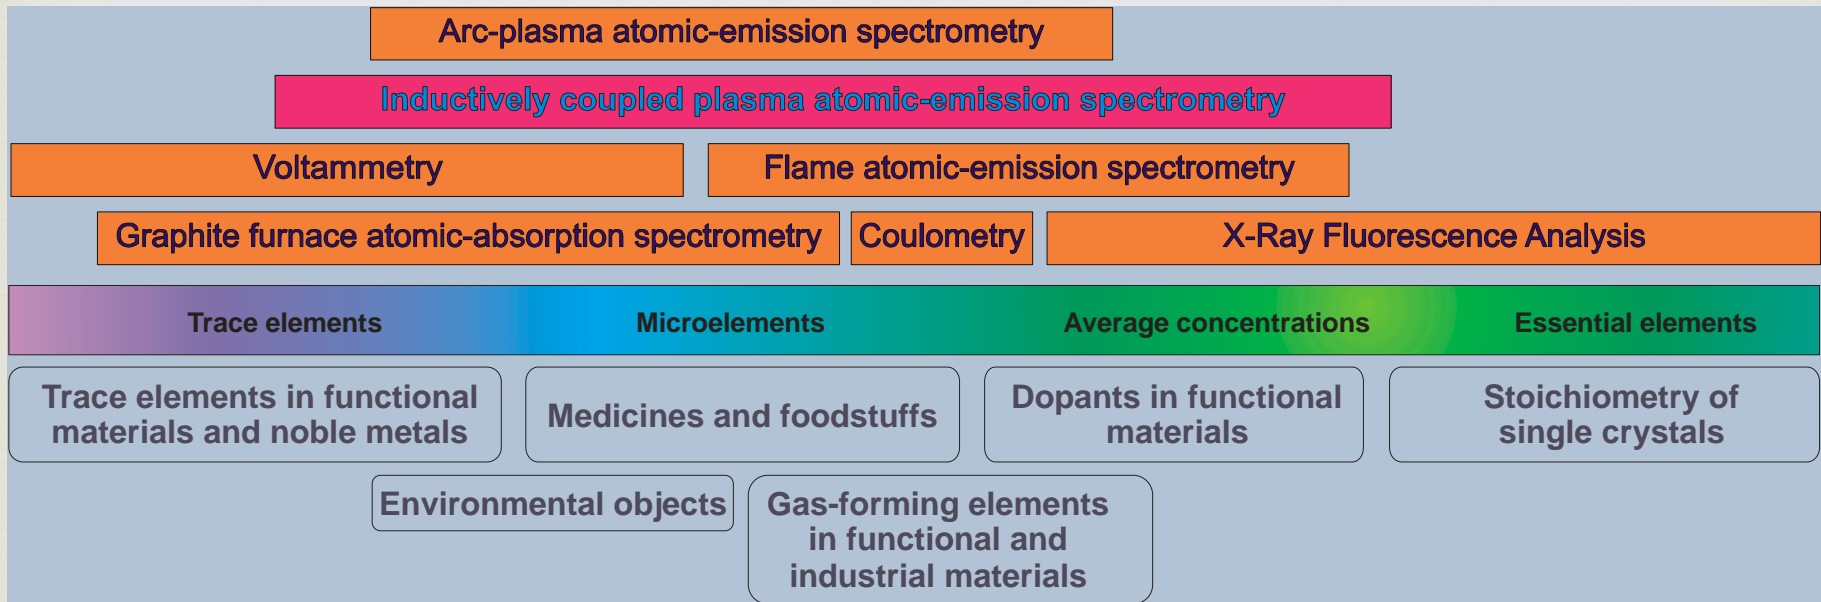 Arc-plasma atomic-emission spectrometry
Inductively coupled plasma atomic-emission spectrometry
Voltammetry
Flame atomic-emission spectrometry
Graphite furnace atomic-absorption spectrometry
Coulometry
X-Ray Fluorescence Analysis
Trace elements
Microelements
Average concentrations
Essential elements
Trace elements in functional
materials and noble metals
Medicines and foodstuffs
Dopants in functional
materials
Stoichiometry of
single crystals
Environmental objects
Gas-forming elements
in functional and
industrial materials